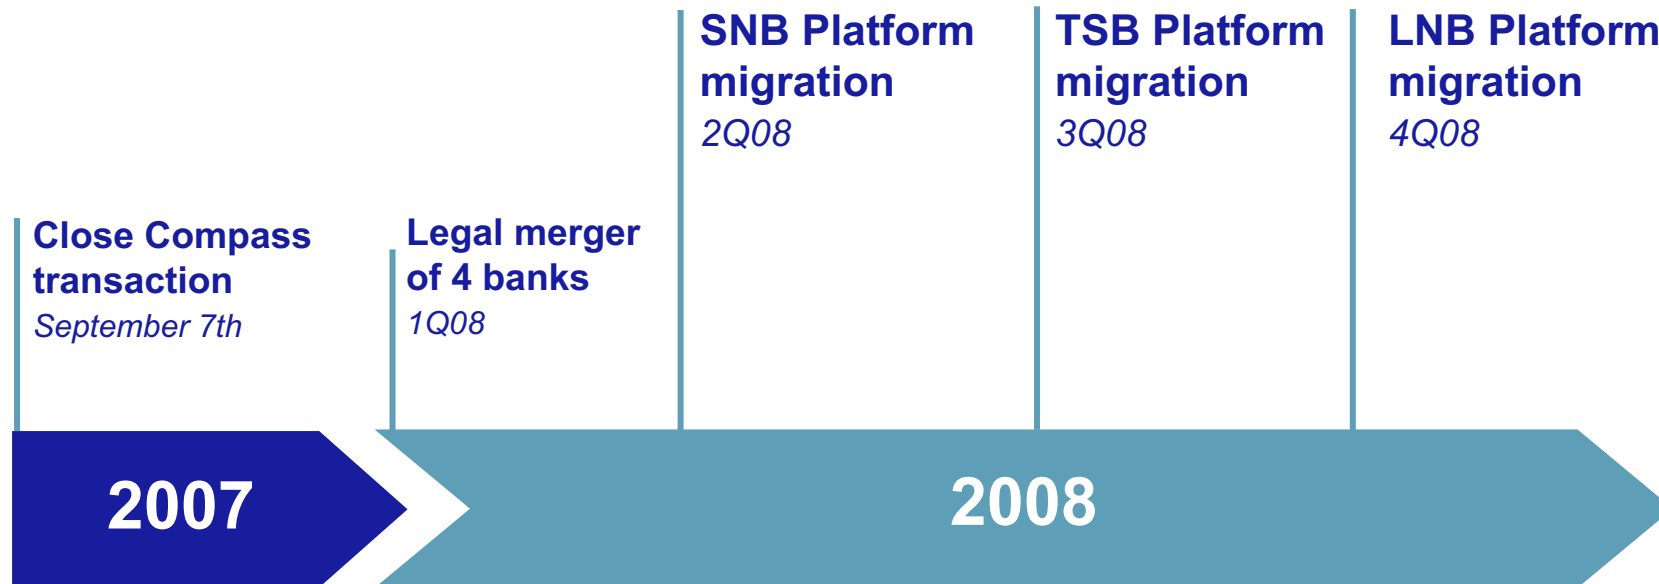 SNB Platform
migration
2Q08
TSB Platform
migration
3Q08
LNB Platform
migration
4Q08
Close Compass
transaction
September 7th
Legal merger
of 4 banks
1Q08
2007
2008